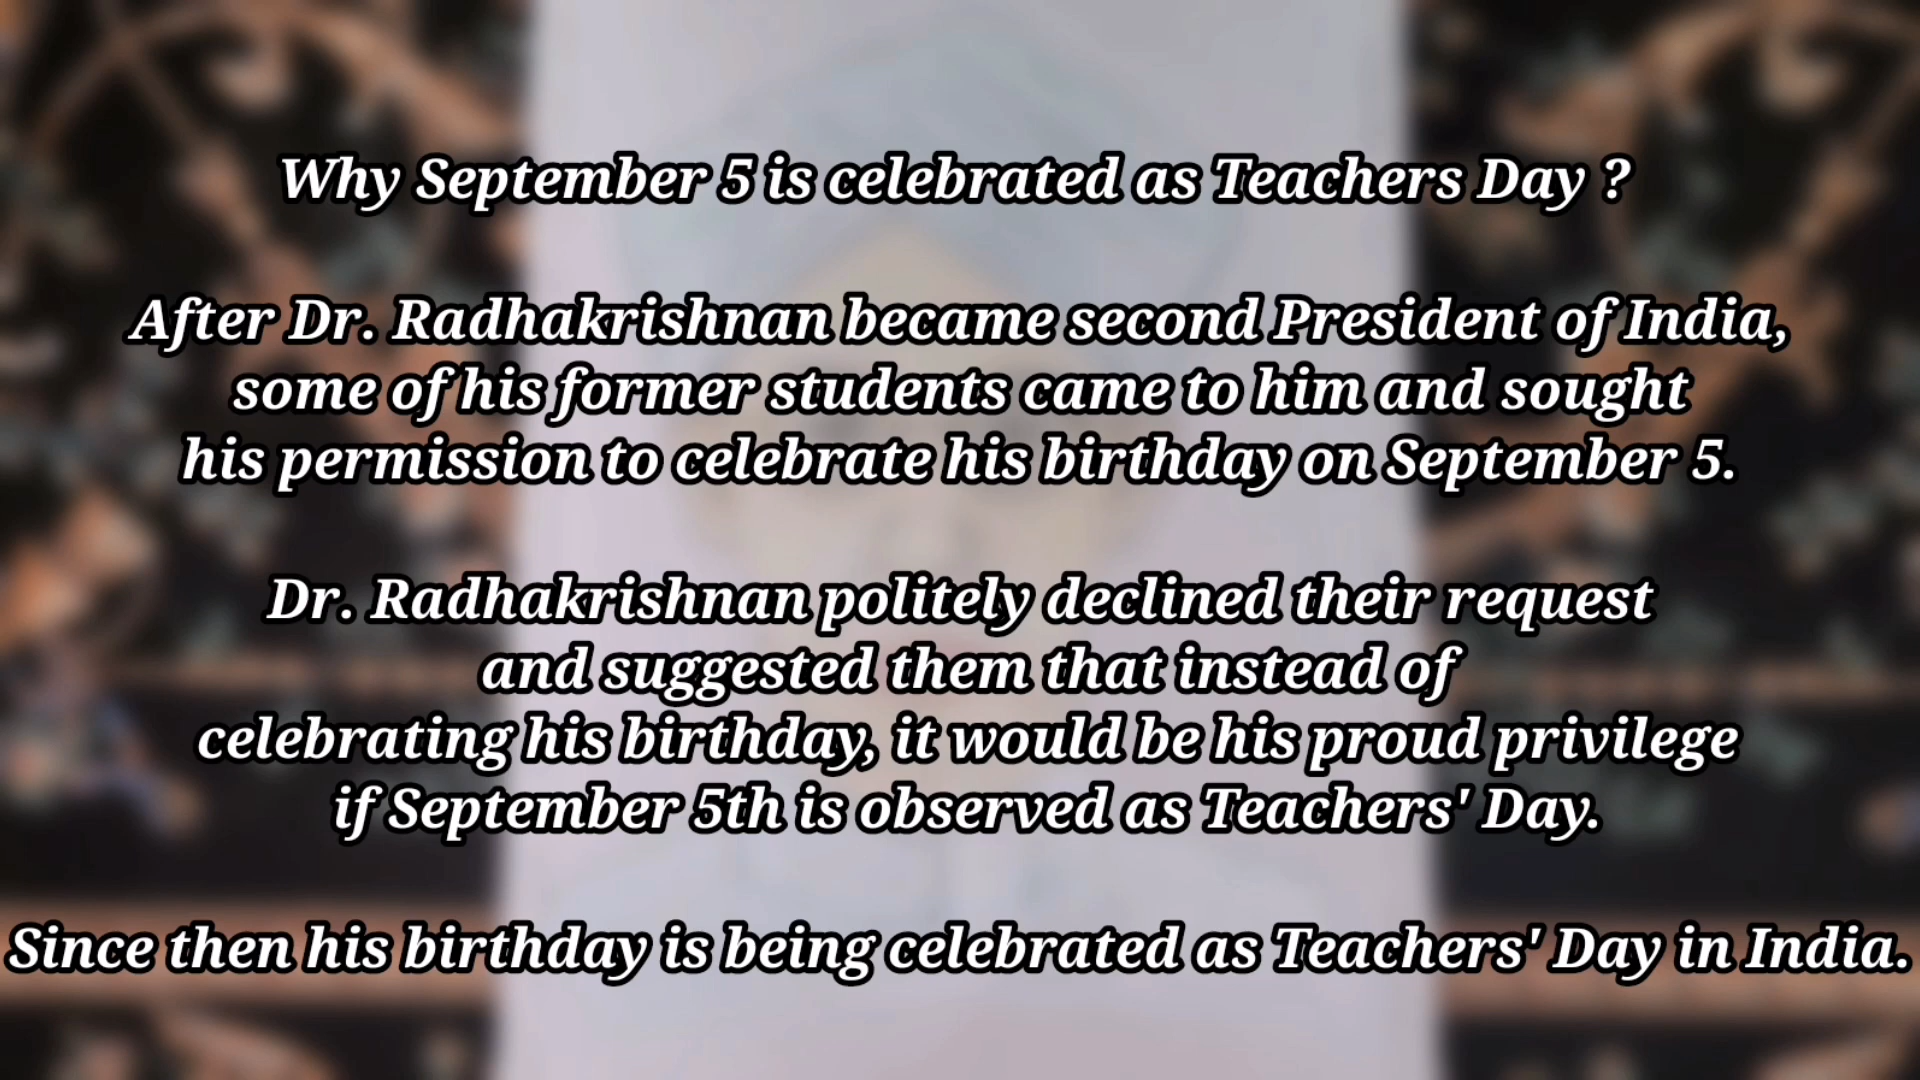 Why September 5 is celebrated as Teachers Day ?
After Dr. Radhakrishnan became second President of India,
some of his former students came to him and sought
his permission to celebrate his birthday on September 5.
Dr. Radhakrishnan politely declined their request
and suggested them that instead of
celebrating his birthday, it would be his proud privilege
if September 5th is observed as Teachers' Day.
Since then his birthday is being celebrated as Teachers' Day in India.